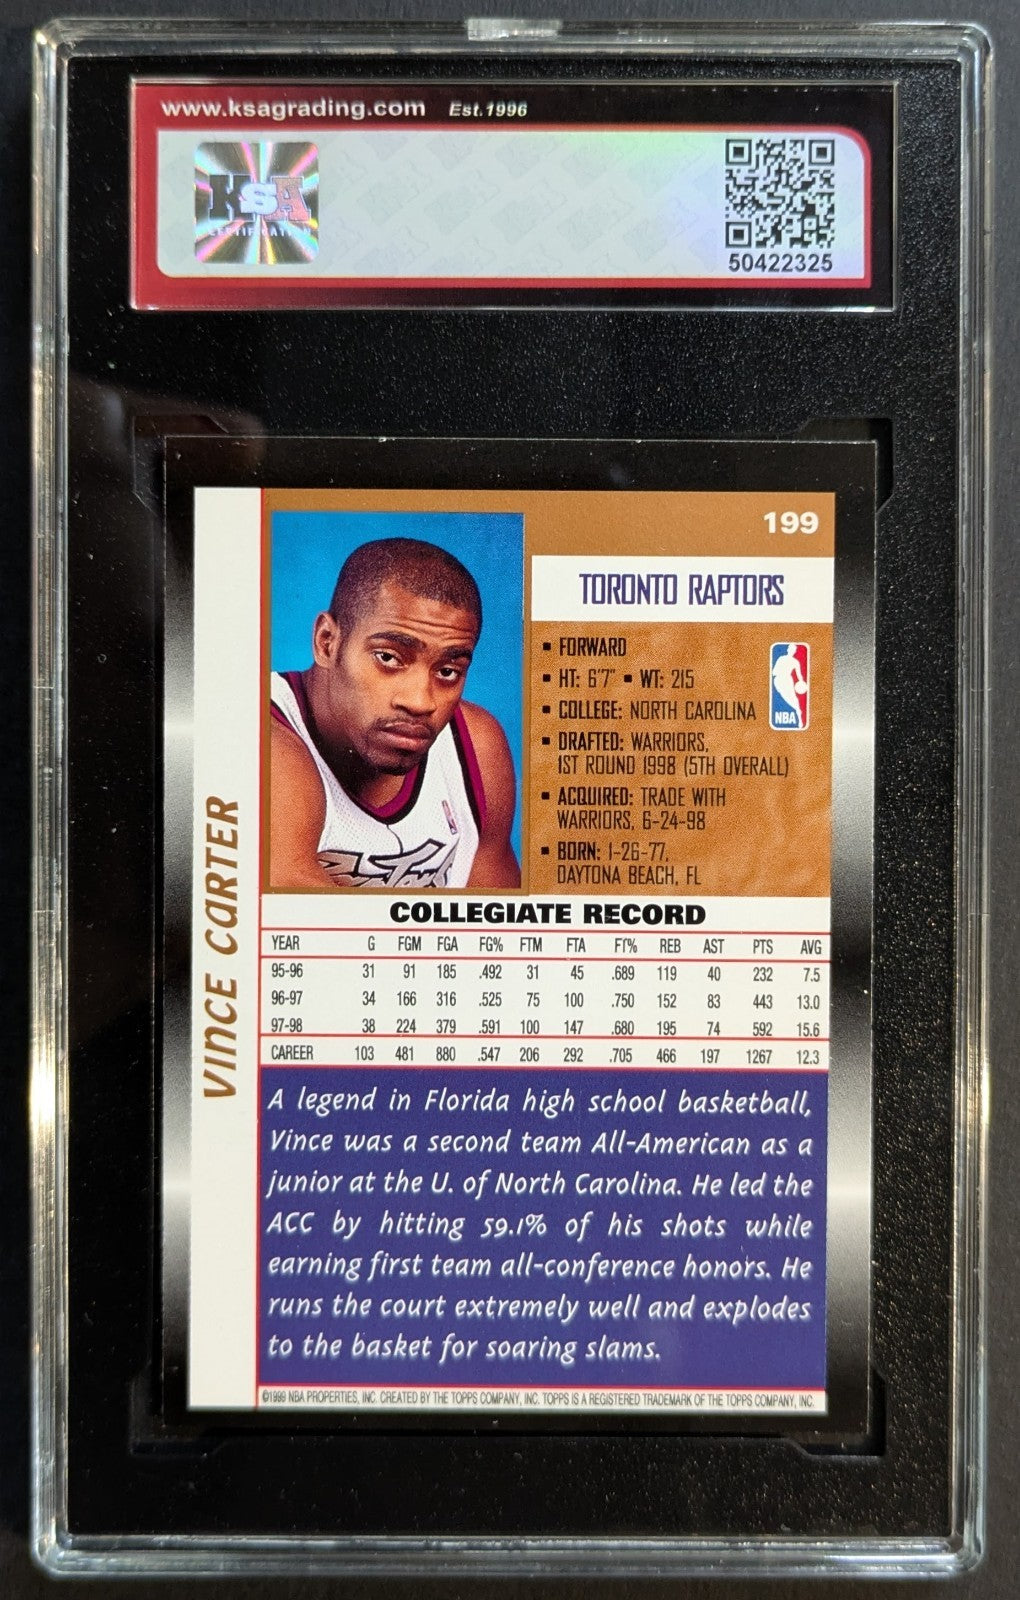 www.ksagrading.com Est.1996
KSA
CERTIFICATION
50422325
199
TORONTO RAPTORS
▪ FORWARD
▪ HT: 6'7" ▪ WT: 215
▪ COLLEGE: NORTH CAROLINA
▪ DRAFTED: WARRIORS,
1ST ROUND 1998 (5TH OVERALL)
▪ ACQUIRED: TRADE WITH
WARRIORS, 6-24-98
▪ BORN: 1-26-77,
DAYTONA BEACH, FL
NBA
VINCE CARTER
COLLEGIATE RECORD
YEAR G FGM FGA FG% FTM FTA FT% REB AST PTS AVG
95-96 31 91 185 .492 31 45 .689 119 40 232 7.5
96-97 34 166 316 .525 75 100 .750 152 83 443 13.0
97-98 38 224 379 .591 100 147 .680 195 74 592 15.6
CAREER 103 481 880 .547 206 292 .705 466 197 1267 12.3
A legend in Florida high school basketball,
Vince was a second team All-American as a
junior at the U. of North Carolina. He led the
ACC by hitting 59.1% of his shots while
earning first team all-conference honors. He
runs the court extremely well and explodes
to the basket for soaring slams.
©1999 NBA PROPERTIES, INC. CREATED BY THE TOPPS COMPANY, INC. TOPPS IS A REGISTERED TRADEMARK OF THE TOPPS COMPANY, INC.